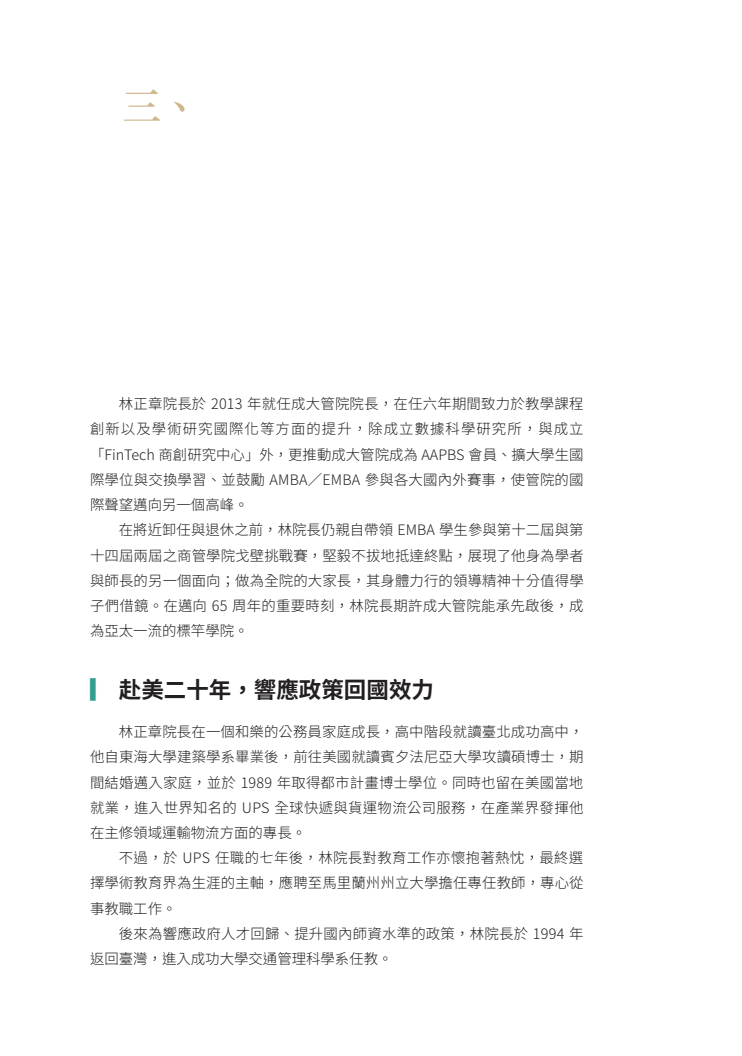 三、
林正章院長於 2013 年就任成大管院院長，在任六年期間致力於教學課程
創新以及學術研究國際化等方面的提升，除成立數據科學研究所，與成立
「FinTech 商創研究中心」外，更推動成大管院成為 AAPBS 會員、擴大學生國
際學位與交換學習、並鼓勵 AMBA／EMBA 參與各大國內外賽事，使管院的國
際聲望邁向另一個高峰。
在將近卸任與退休之前，林院長仍親自帶領 EMBA 學生參與第十二屆與第
十四屆兩屆之商管學院戈壁挑戰賽，堅毅不拔地抵達終點，展現了他身為學者
與師長的另一個面向；做為全院的大家長，其身體力行的領導精神十分值得學
子們借鏡。在邁向 65 周年的重要時刻，林院長期許成大管院能承先啟後，成
為亞太一流的標竿學院。
赴美二十年，響應政策回國效力
林正章院長在一個和樂的公務員家庭成長，高中階段就讀臺北成功高中，
他自東海大學建築學系畢業後，前往美國就讀賓夕法尼亞大學攻讀碩博士，期
間結婚邁入家庭，並於 1989 年取得都市計畫博士學位。同時也留在美國當地
就業，進入世界知名的 UPS 全球快遞與貨運物流公司服務，在產業界發揮他
在主修領域運輸物流方面的專長。
不過，於 UPS 任職的七年後，林院長對教育工作亦懷抱著熱忱，最終選
擇學術教育界為生涯的主軸，應聘至馬里蘭州州立大學擔任專任教師，專心從
事教職工作。
後來為響應政府人才回歸、提升國內師資水準的政策，林院長於 1994 年
返回臺灣，進入成功大學交通管理科學系任教。